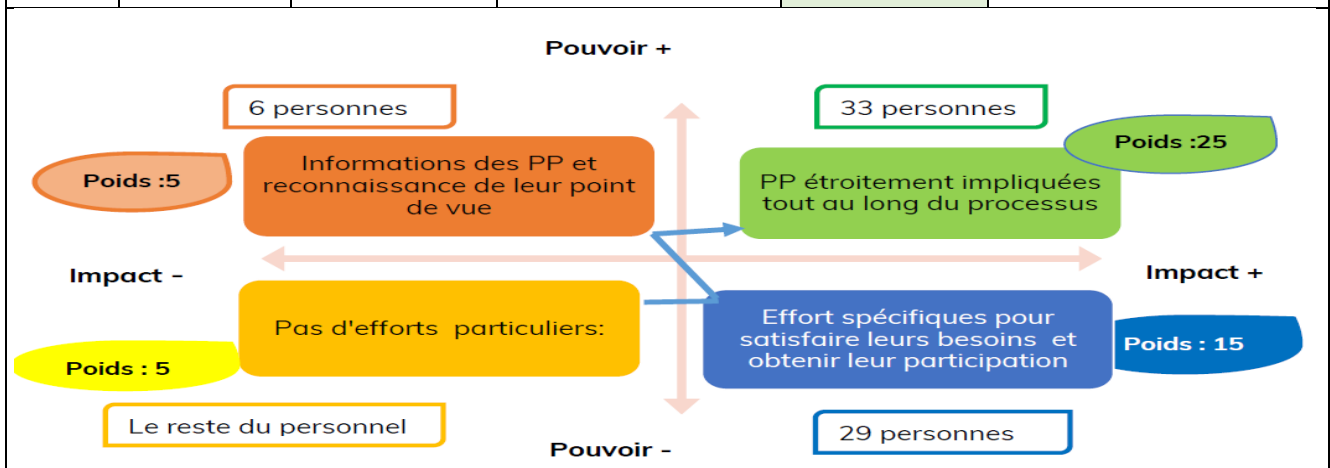 Pouvoir +
6 personnes
33 personnes
Poids :5
Informations des PP et
reconnaissance de leur point
de vue
PP étroitement impliquées
tout au long du processus
Poids :25
Impact -
Impact +
Pas d'efforts  particuliers:
Poids : 5
Effort spécifiques pour
satisfaire leurs besoins  et
obtenir leur participation
Poids : 15
Le reste du personnel
29 personnes
Pouvoir -